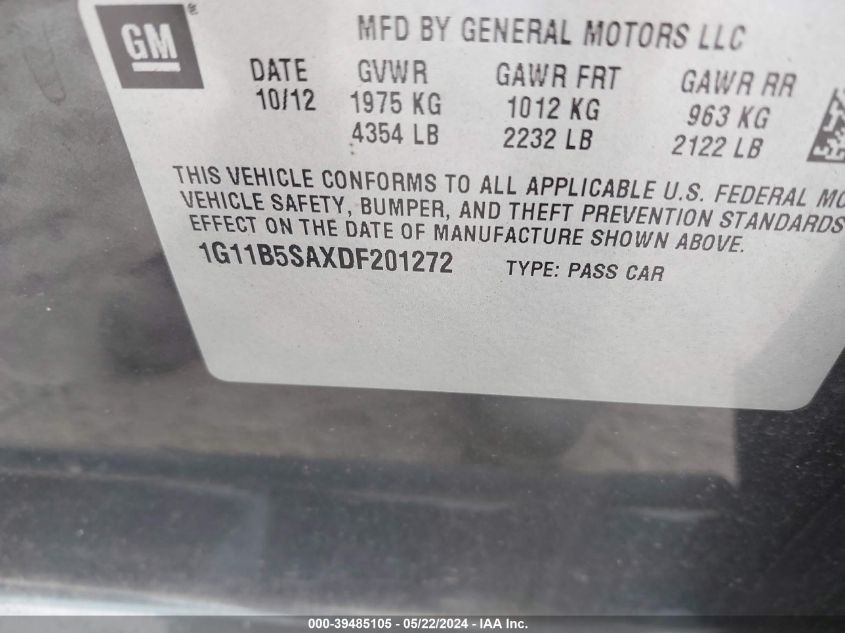 GM ®
MFD BY GENERAL MOTORS LLC
DATE GVWR GAWR FRT GAWR RR
10/12 1975 KG 1012 KG 963 KG
4354 LB 2232 LB 2122 LB
THIS VEHICLE CONFORMS TO ALL APPLICABLE U.S. FEDERAL MO
VEHICLE SAFETY, BUMPER, AND THEFT PREVENTION STANDARDS
EFFECT ON THE DATE OF MANUFACTURE SHOWN ABOVE.
1G11B5SAXDF201272 TYPE: PASS CAR
000-39485105 - 05/22/2024 - IAA Inc.